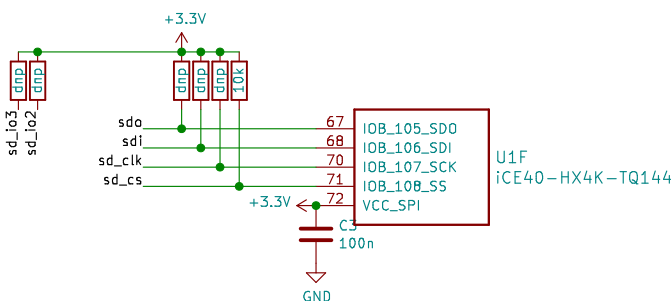 +3.3V
dnp
dnp
dnp
dnp
dnp
10k
sd_io3
sd_io2
sdo
67
IOB_105_SDO
sdi
68
IOB_106_SDI
sd_clk
70
IOB_107_SCK
sd_cs
71
IOB_108_SS
+3.3V
72
VCC_SPI
U1F
iCE40-HX4K-TQ144
C3
100n
GND